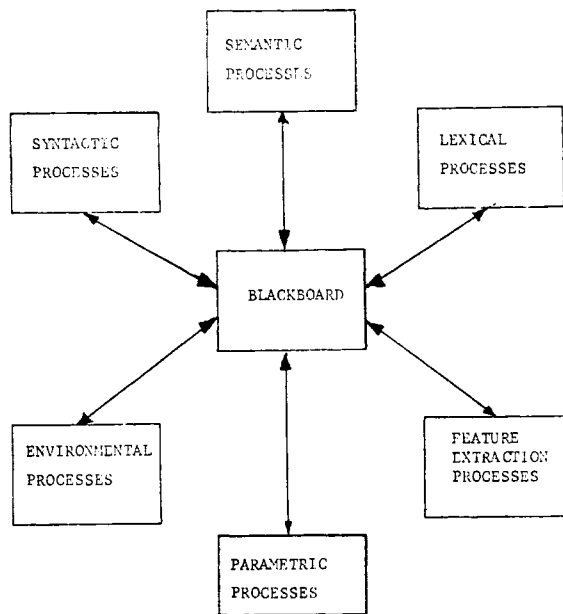 SEMANTIC
PROCESSES
SYNTACTIC
PROCESSES
LEXICAL
PROCESSES
BLACKBOARD
ENVIRONMENTAL
PROCESSES
FEATURE
EXTRACTION
PROCESSES
PARAMETRIC
PROCESSES